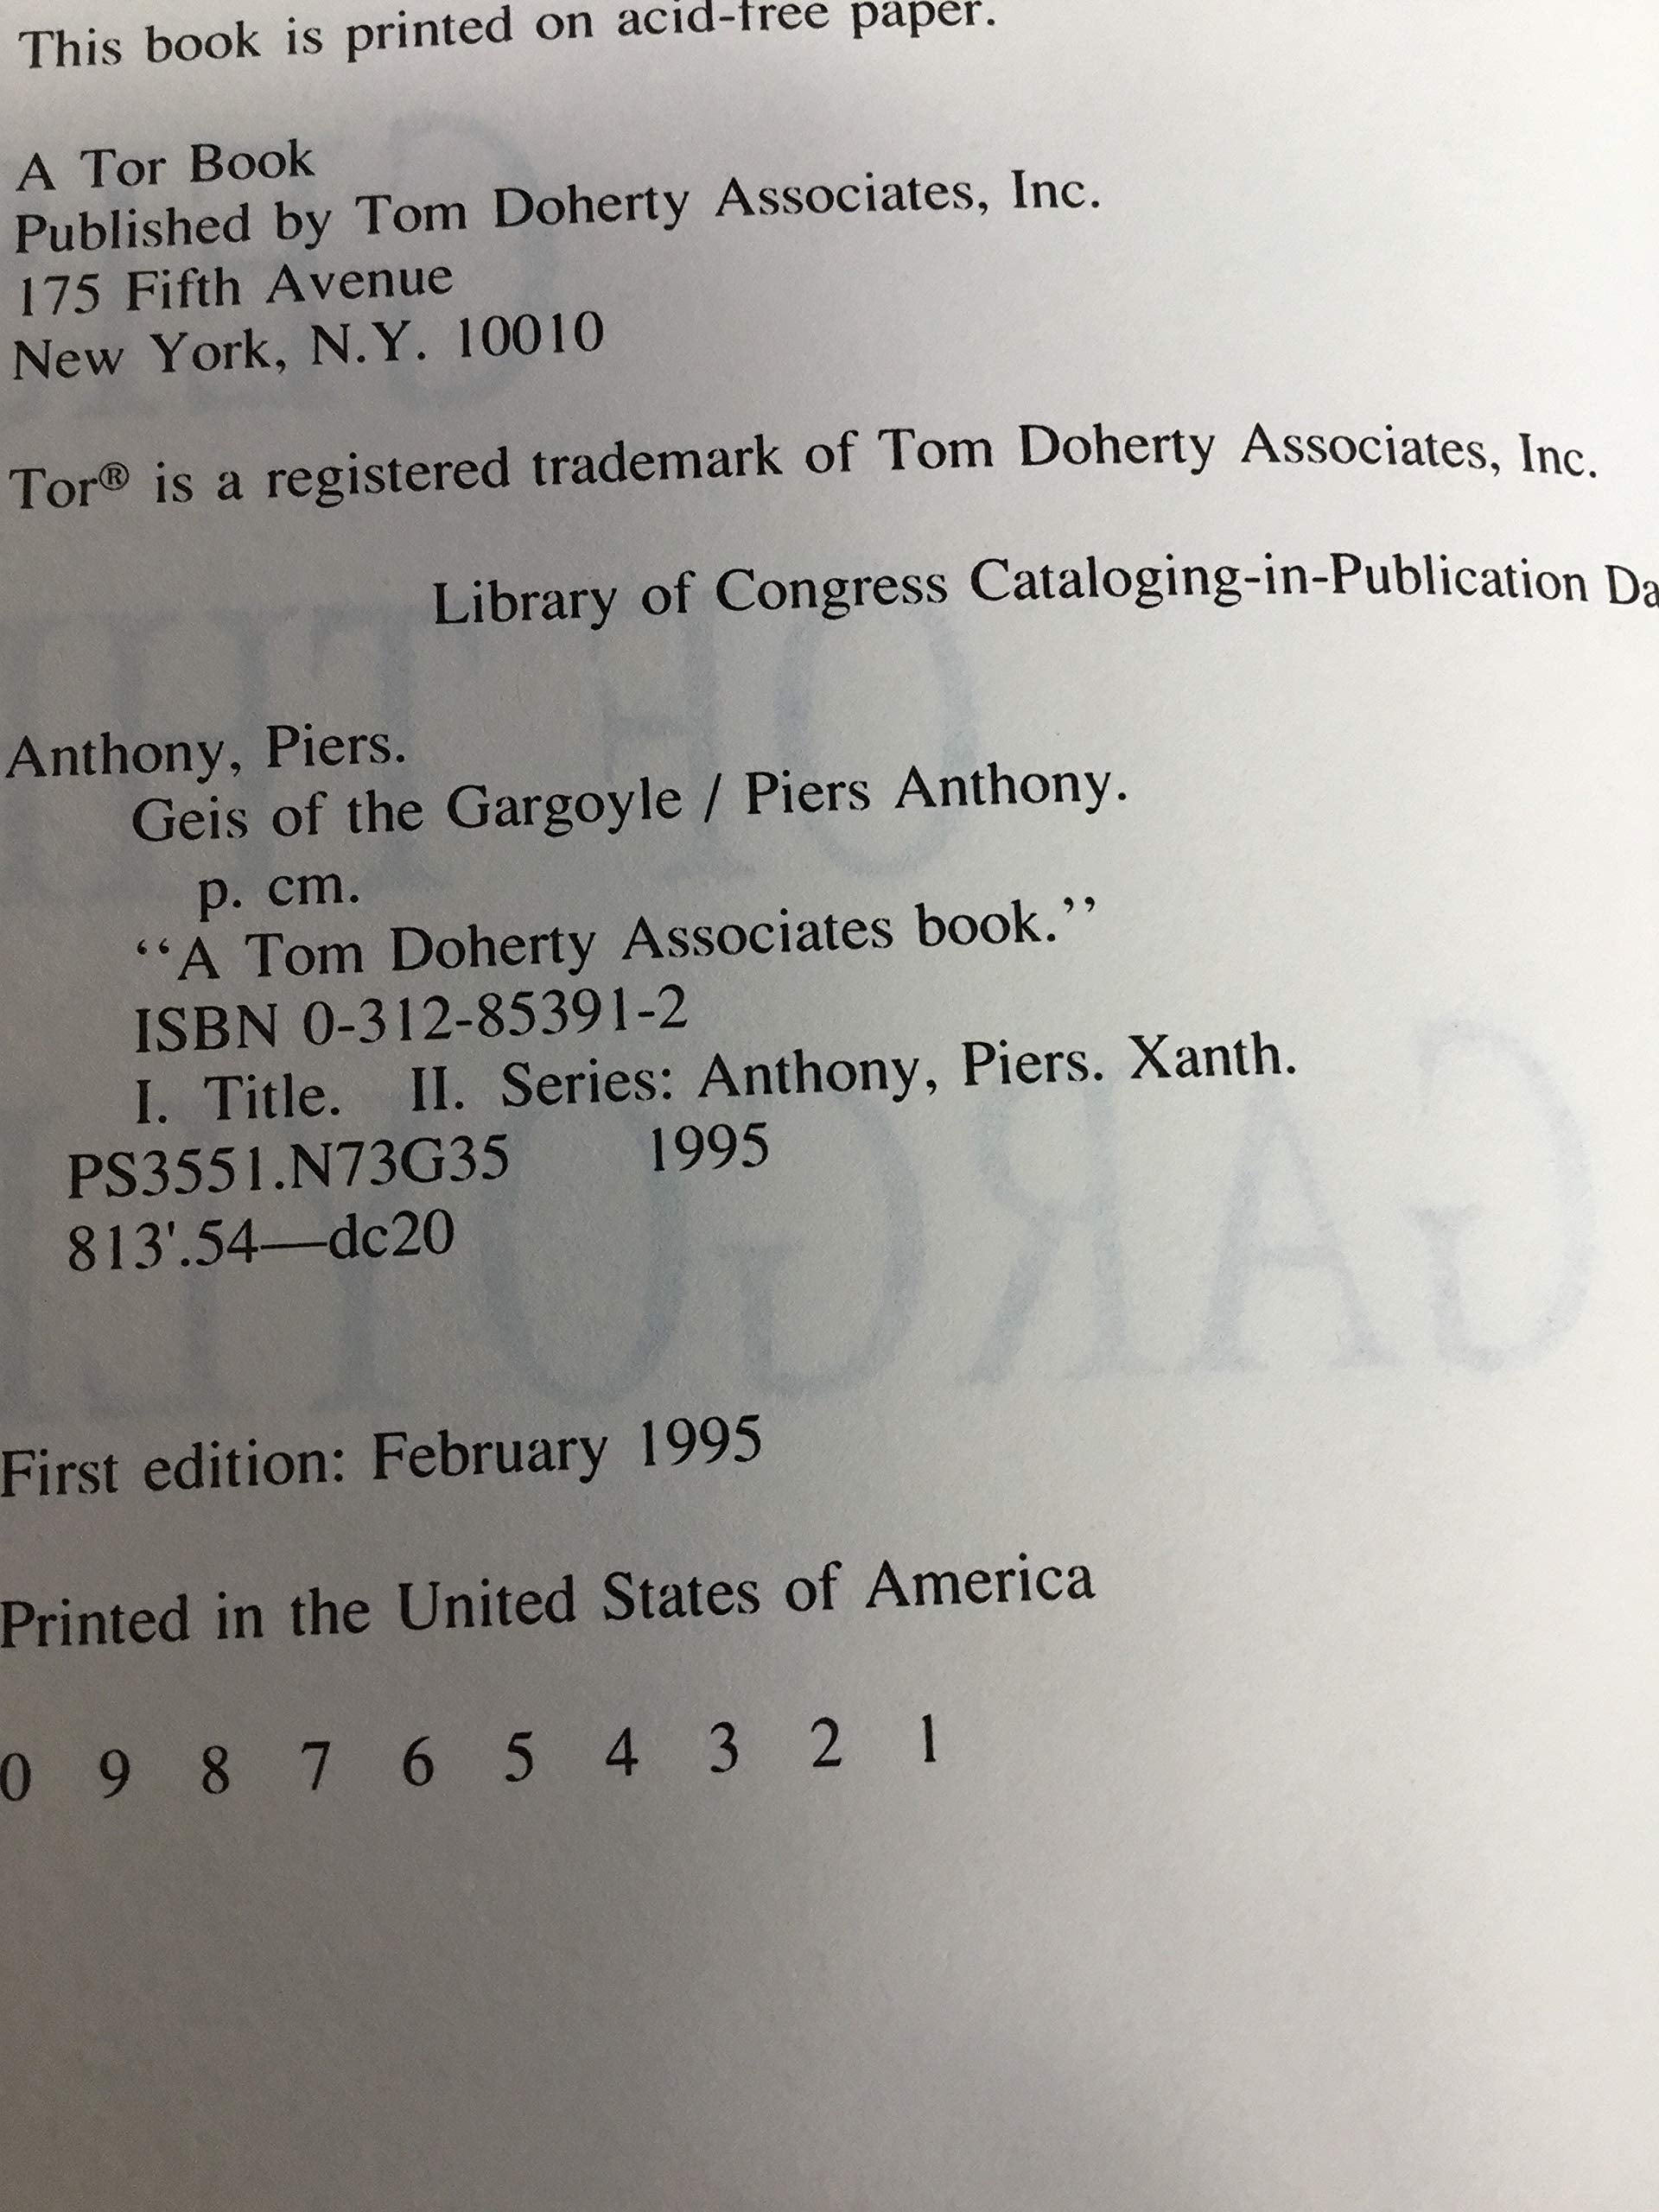 This book is printed on acid-free paper.
A Tor Book
Published by Tom Doherty Associates, Inc.
175 Fifth Avenue
New York, N.Y. 10010
Tor® is a registered trademark of Tom Doherty Associates, Inc.
Library of Congress Cataloging-in-Publication Da
Anthony, Piers.
Geis of the Gargoyle / Piers Anthony.
p. cm.
‘‘A Tom Doherty Associates book.’’
ISBN 0-312-85391-2
I. Title. II. Series: Anthony, Piers. Xanth.
PS3551.N73G35 1995
813'.54—dc20
First edition: February 1995
Printed in the United States of America
0 9 8 7 6 5 4 3 2 1